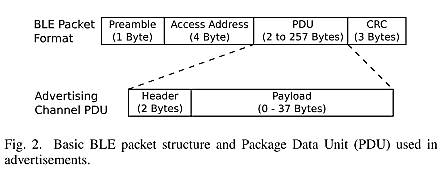 BLE Packet Format
Preamble (1 Byte)
Access Address (4 Byte)
PDU (2 to 257 Bytes)
CRC (3 Bytes)
Advertising Channel PDU
Header (2 Bytes)
Payload (0 - 37 Bytes)
Fig. 2. Basic BLE packet structure and Package Data Unit (PDU) used in
advertisements.